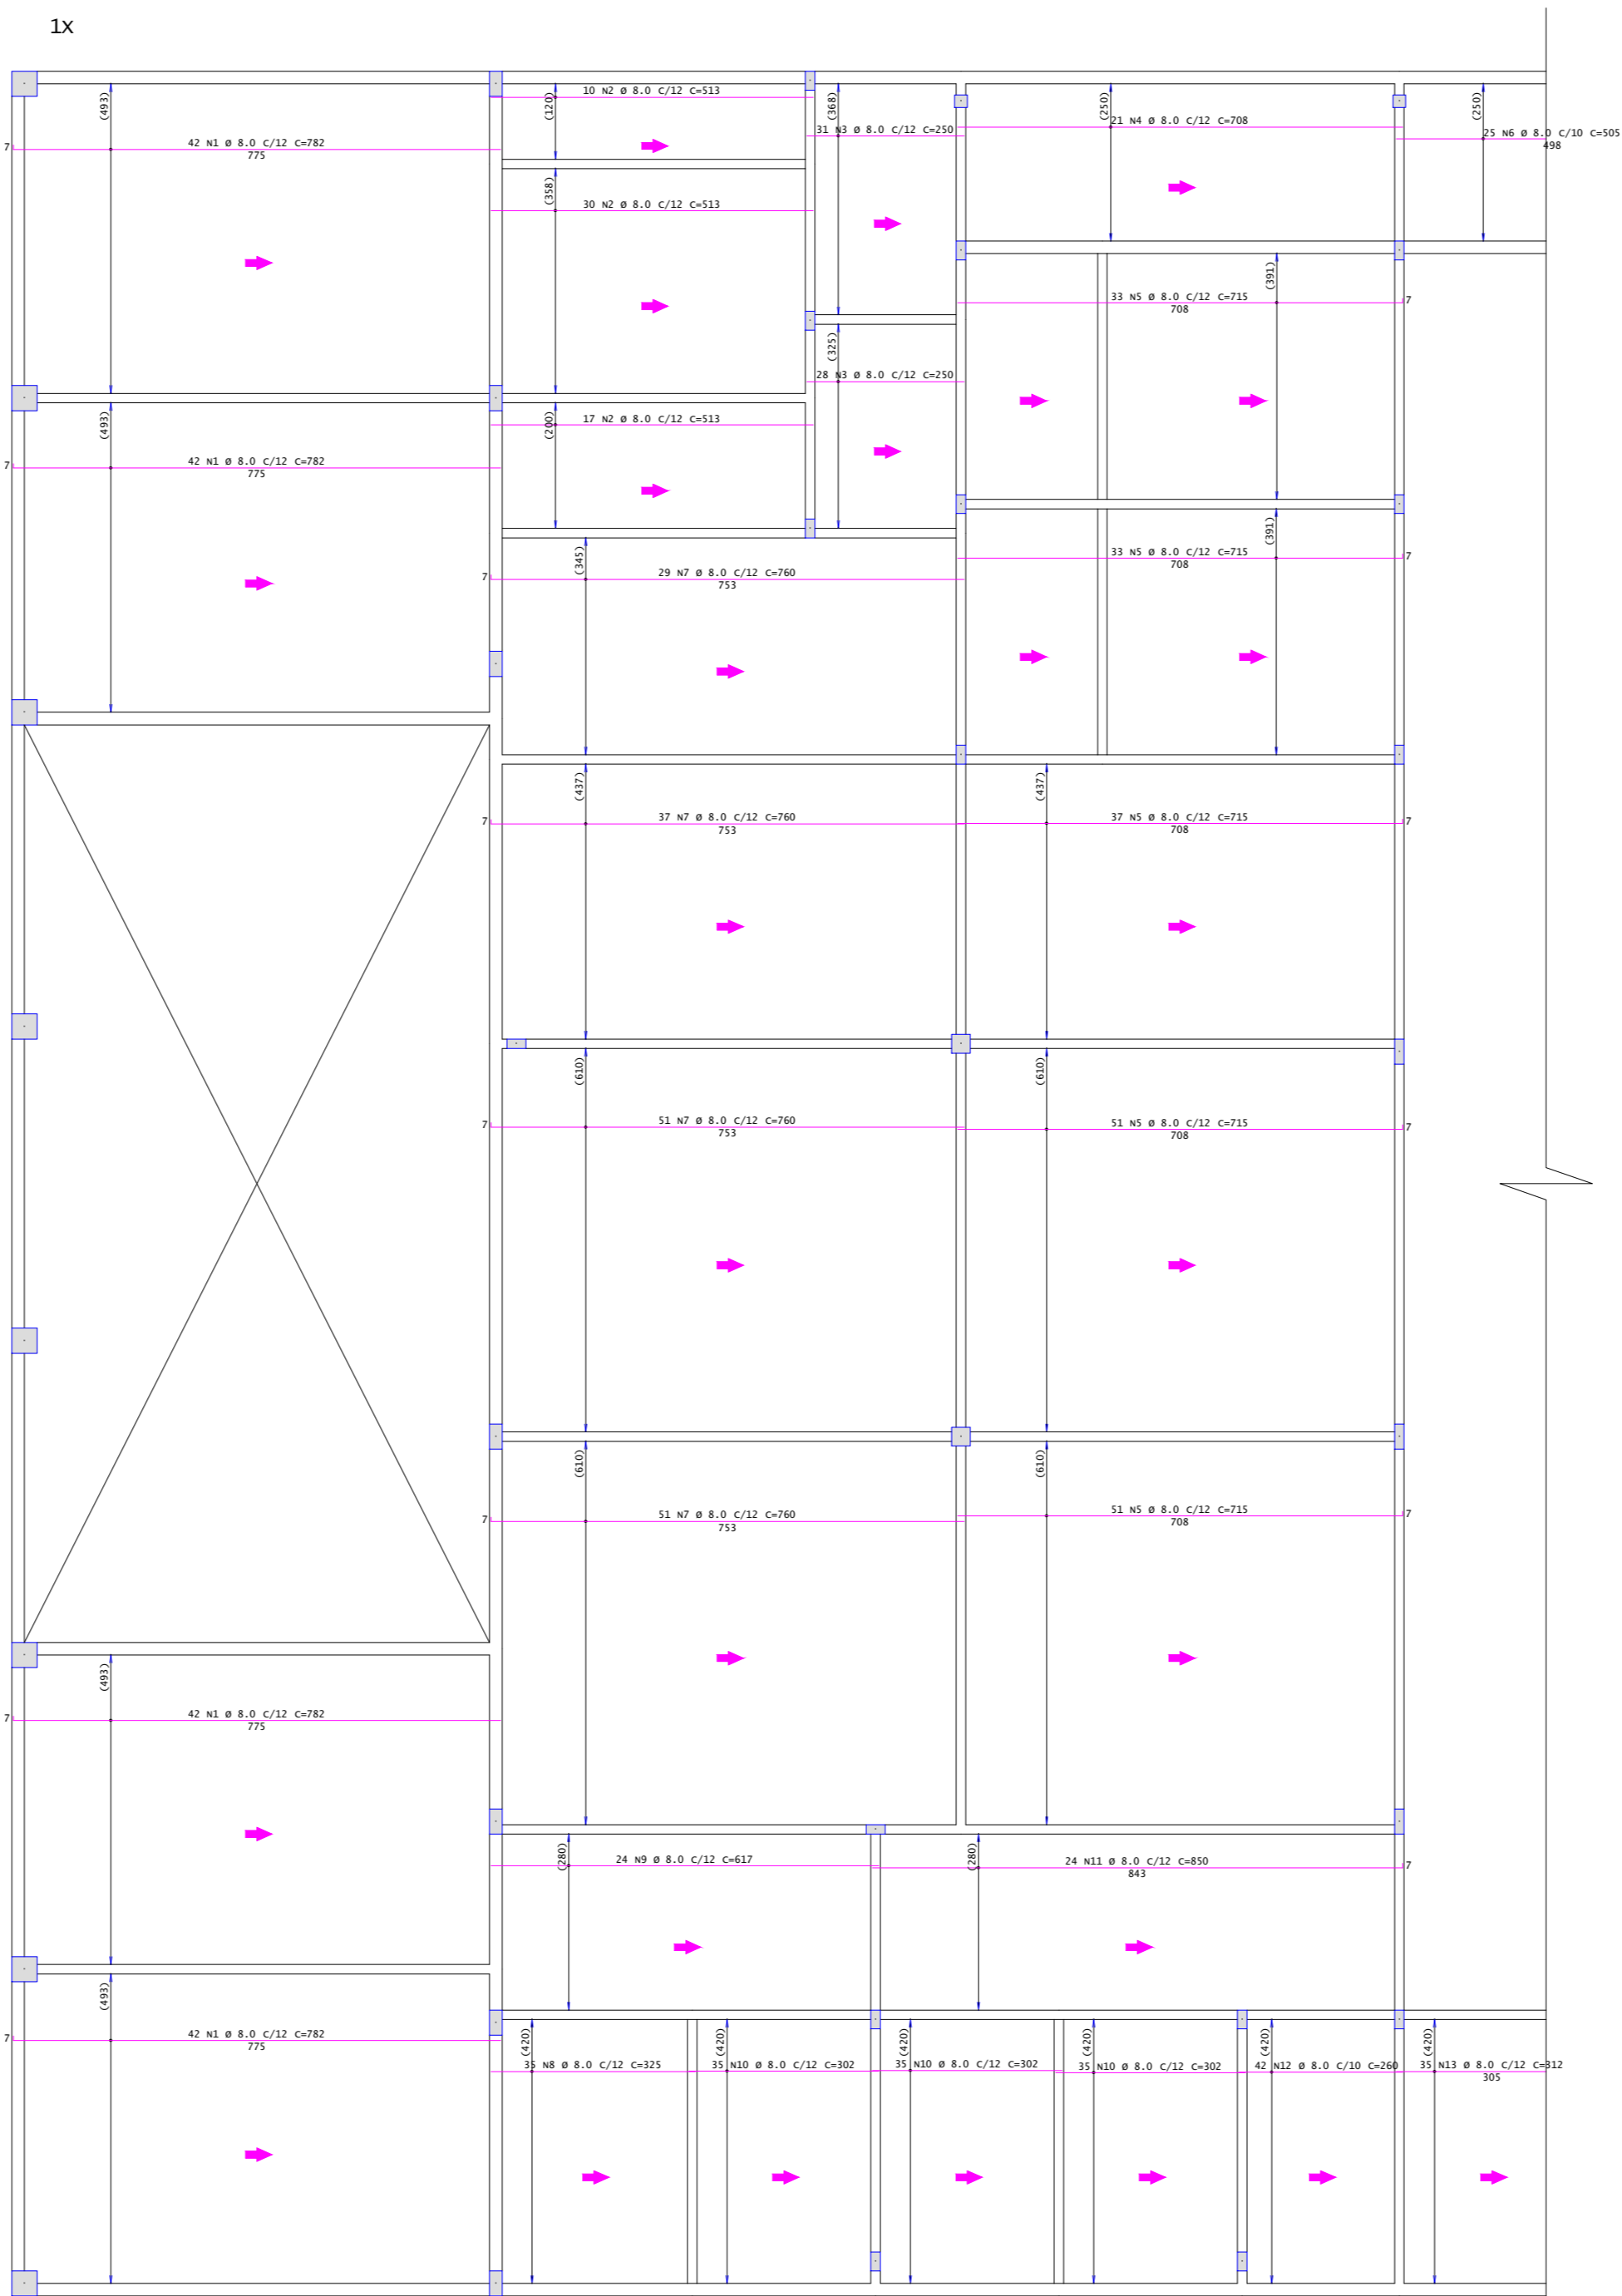 1X
(493)
(120)
10 N2 Ø 8.0 C/12 C=513
(368)
(250)
(250)
21 N4 Ø 8.0 C/12 C=708
31 N3 Ø 8.0 C/12 C=250
25 N6 Ø 8.0 C/10 C=505
498
7
42 N1 Ø 8.0 C/12 C=782
775
(358)
30 N2 Ø 8.0 C/12 C=513
(391)
33 N5 Ø 8.0 C/12 C=715
7
708
(325)
28 N3 Ø 8.0 C/12 C=250
(493)
(200)
17 N2 Ø 8.0 C/12 C=513
7
42 N1 Ø 8.0 C/12 C=782
775
(391)
33 N5 Ø 8.0 C/12 C=715
7
708
(345)
7
29 N7 Ø 8.0 C/12 C=760
753
(437)
(437)
7
37 N7 Ø 8.0 C/12 C=760
753
37 N5 Ø 8.0 C/12 C=715
7
708
(610)
(610)
7
51 N7 Ø 8.0 C/12 C=760
753
51 N5 Ø 8.0 C/12 C=715
7
708
(610)
(610)
7
51 N7 Ø 8.0 C/12 C=760
753
51 N5 Ø 8.0 C/12 C=715
7
708
(493)
7
42 N1 Ø 8.0 C/12 C=782
775
(280)
24 N9 Ø 8.0 C/12 C=617
(280)
24 N11 Ø 8.0 C/12 C=850
7
843
(493)
7
42 N1 Ø 8.0 C/12 C=782
775
(420)
(420)
(420)
(420)
(420)
(420)
35 N8 Ø 8.0 C/12 C=325
35 N10 Ø 8.0 C/12 C=302
35 N10 Ø 8.0 C/12 C=302
35 N10 Ø 8.0 C/12 C=302
42 N12 Ø 8.0 C/10 C=260
35 N13 Ø 8.0 C/12 C=312
305